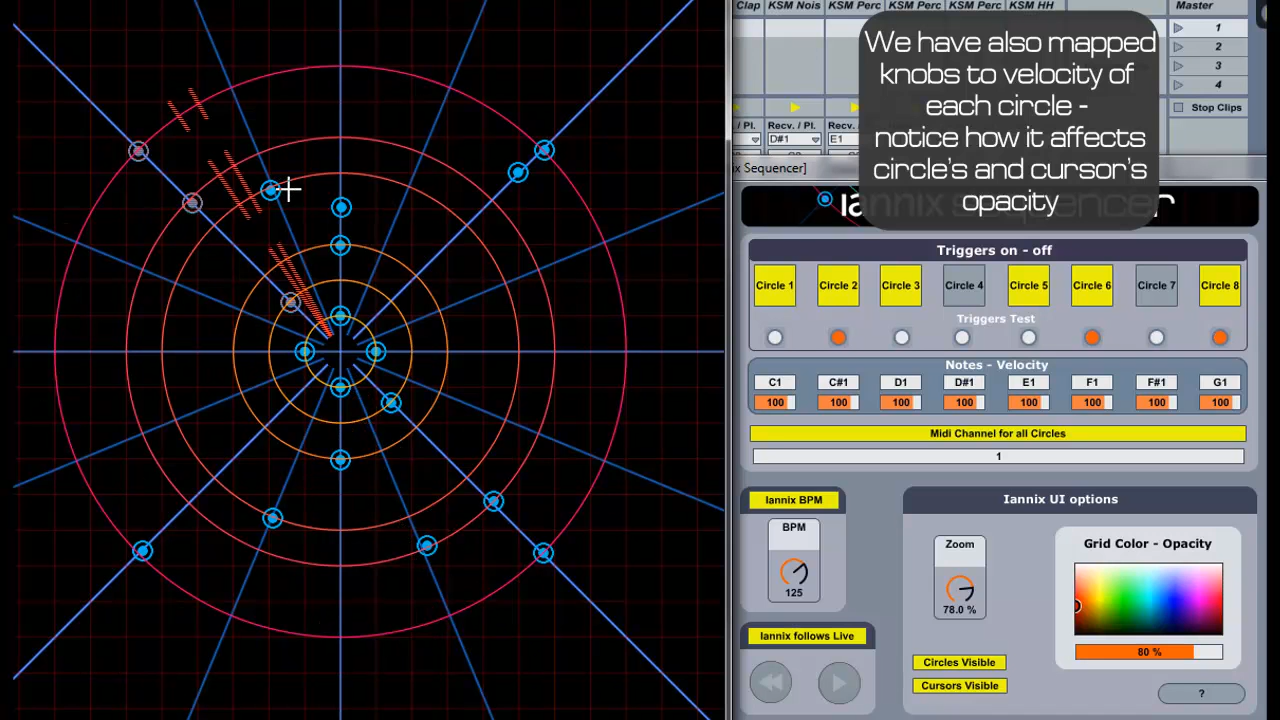 Clap KSM Nois KSM Perc KSM Perc KSM Perc KSM HH Master
We have also mapped
knobs to velocity of
each circle -
notice how it affects
circle's and cursor's
opacity
1
2
3
4
Stop Clips
. / Pl. Recv. / Pl. Recv. /
D#1 E1
ix Sequencer]
Iannix sequencer
Triggers on - off
Circle 1 Circle 2 Circle 3 Circle 4 Circle 5 Circle 6 Circle 7 Circle 8
Triggers Test
Notes - Velocity
C1 C#1 D1 D#1 E1 F1 F#1 G1
100 100 100 100 100 100 100 100
Midi Channel for all Circles
1
Iannix BPM
BPM
125
Iannix follows Live
Iannix UI options
Zoom
78.0 %
Circles Visible
Cursors Visible
Grid Color - Opacity
80 %
?